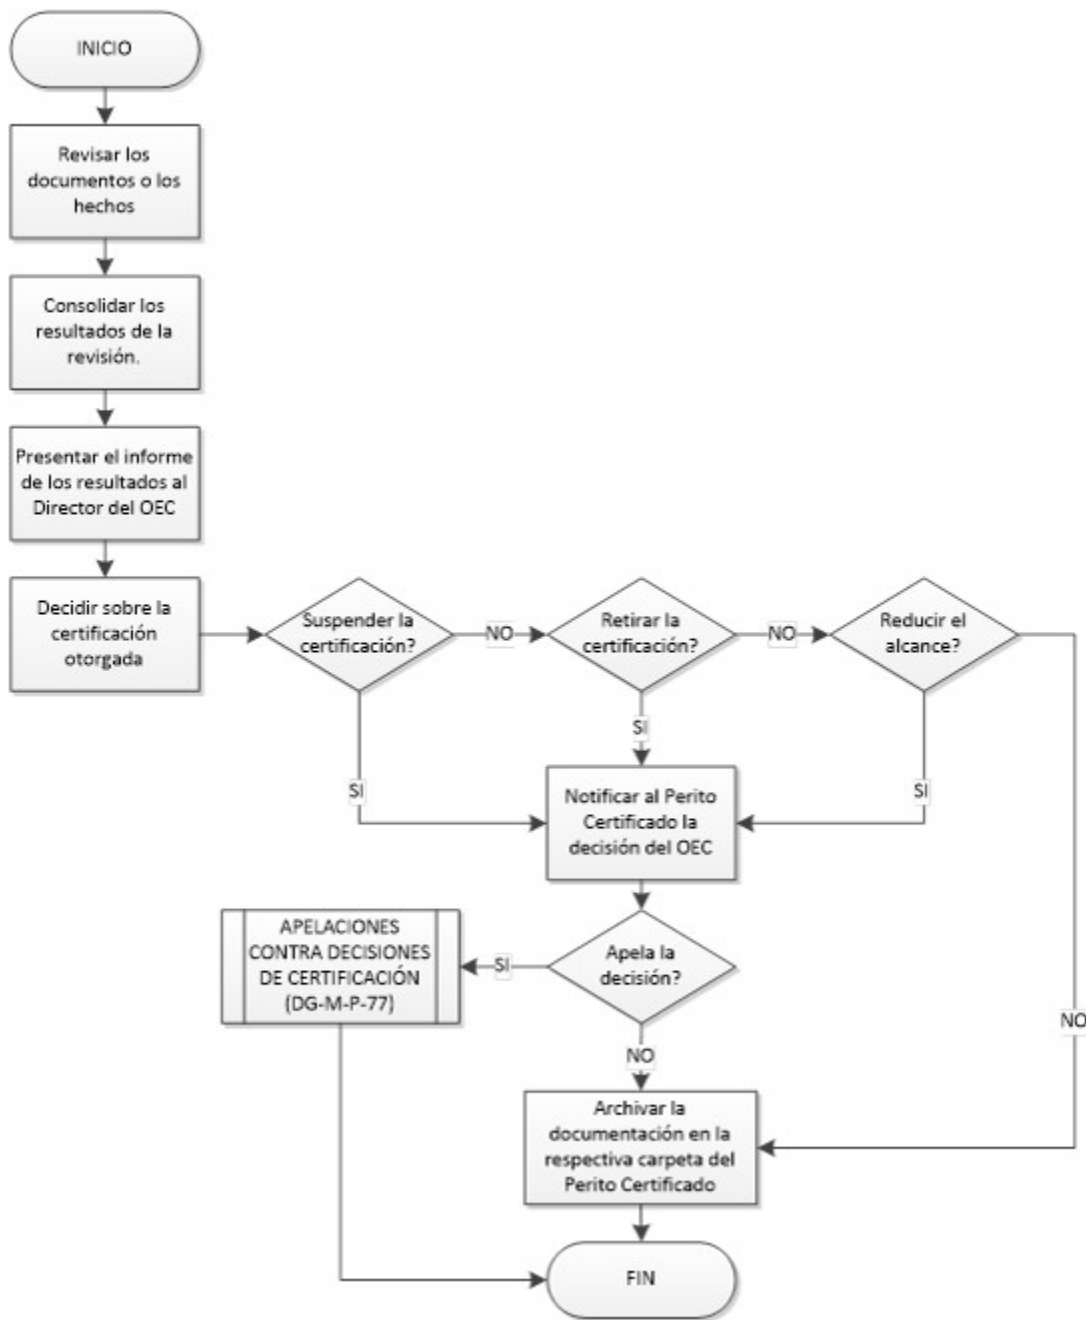 INICIO
Revisar los
documentos o los
hechos
Consolidar los
resultados de la
revisión.
Presentar el informe
de los resultados al
Director del OEC
Decidir sobre la
certificación
otorgada
Suspender la
certificación?
NO
Retirar la
certificación?
NO
Reducir el
alcance?
SI
SI
SI
Notificar al Perito
Certificado la
decisión del OEC
APELACIONES
CONTRA DECISIONES
DE CERTIFICACIÓN
(DG-M-P-77)
SI
Apela la
decisión?
NO
NO
Archivar la
documentación en la
respectiva carpeta del
Perito Certificado
FIN